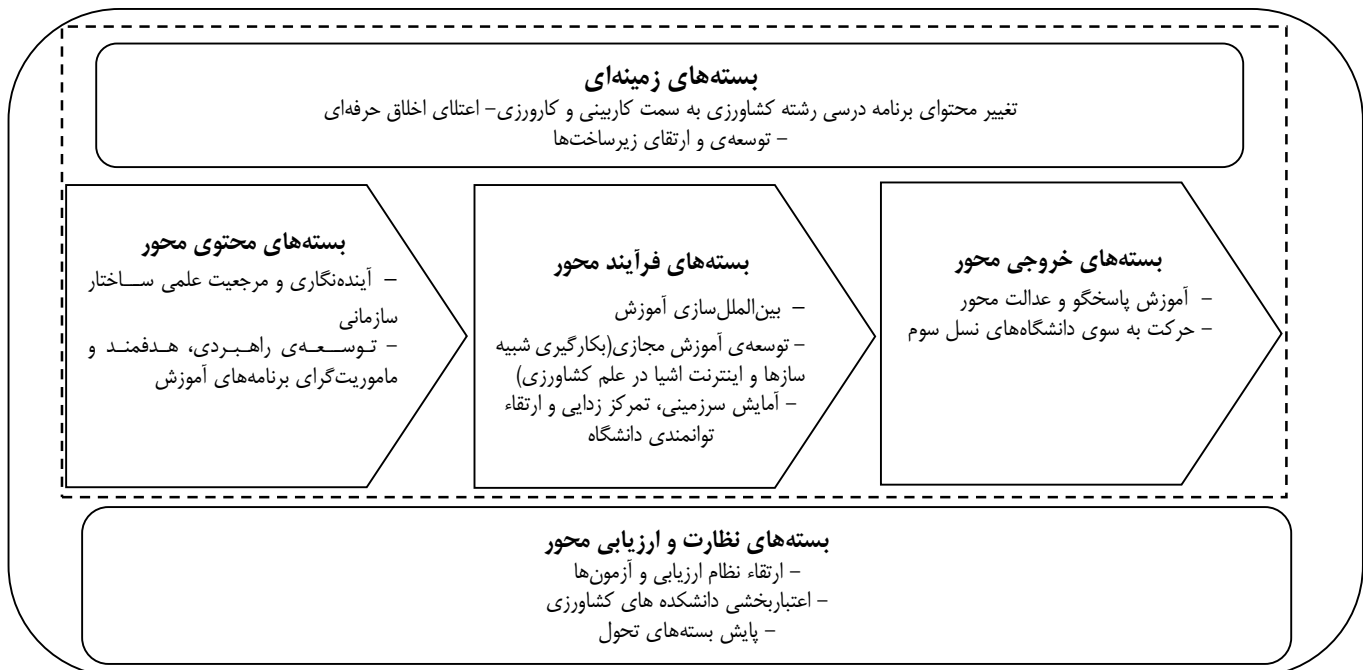 بسته‌های زمینه‌ای
تغییر محتوای برنامه درسی رشته کشاورزی به سمت کاربینی و کارورزی– اعتلای اخلاق حرفه‌ای
– توسعه‌ی و ارتقای زیرساخت‌ها
بسته‌های محتوی محور
– آینده‌نگاری و مرجعیت علمی ساختار
سازمانی
– توسعه‌ی راهبردی، هدفمند و
ماموریت‌گرای برنامه‌های آموزش
بسته‌های فرآیند محور
– بین‌الملل‌سازی آموزش
– توسعه‌ی آموزش مجازی(بکارگیری شبیه
سازها و اینترنت اشیا در علم کشاورزی)
– آمایش سرزمینی، تمرکز زدایی و ارتقاء
توانمندی دانشگاه
بسته‌های خروجی محور
– آموزش پاسخگو و عدالت محور
– حرکت به سوی دانشگاه‌های نسل سوم
بسته‌های نظارت و ارزیابی محور
– ارتقاء نظام ارزیابی و آزمون‌ها
– اعتباربخشی دانشکده های کشاورزی
– پایش بسته‌های تحول